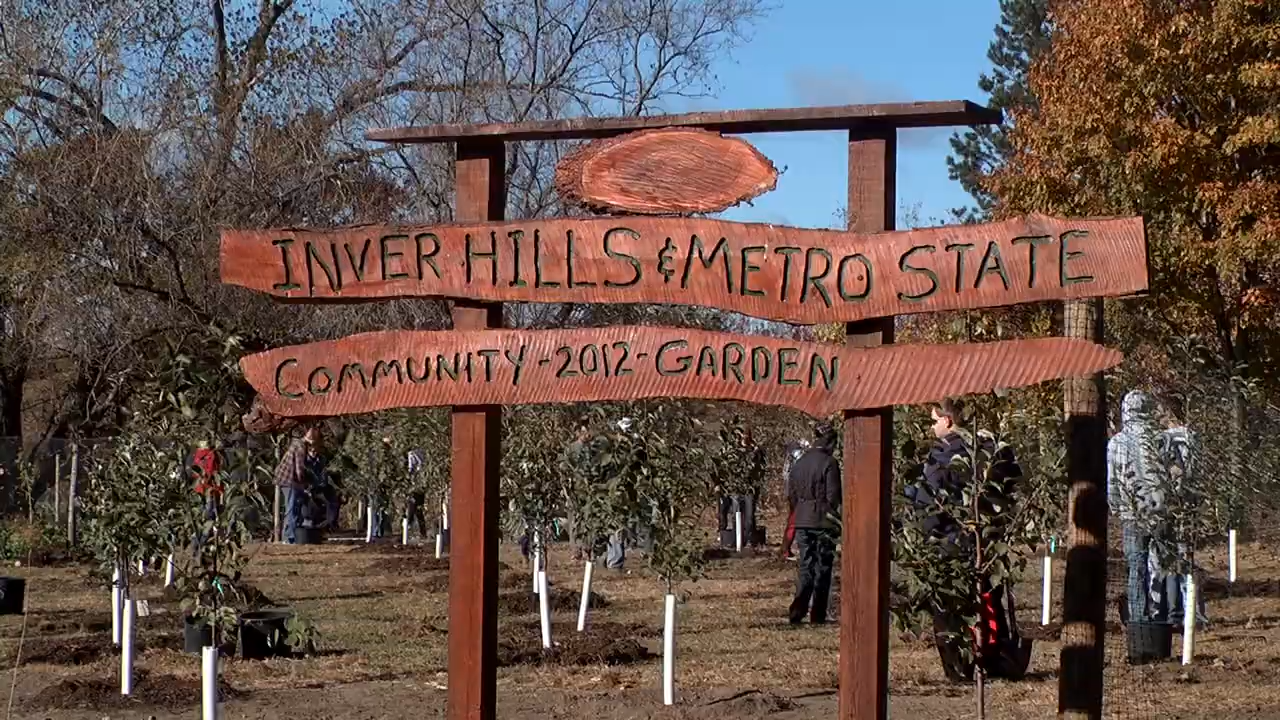 INVER HILLS & METRO STATE
COMMUNITY - 2012 - GARDEN